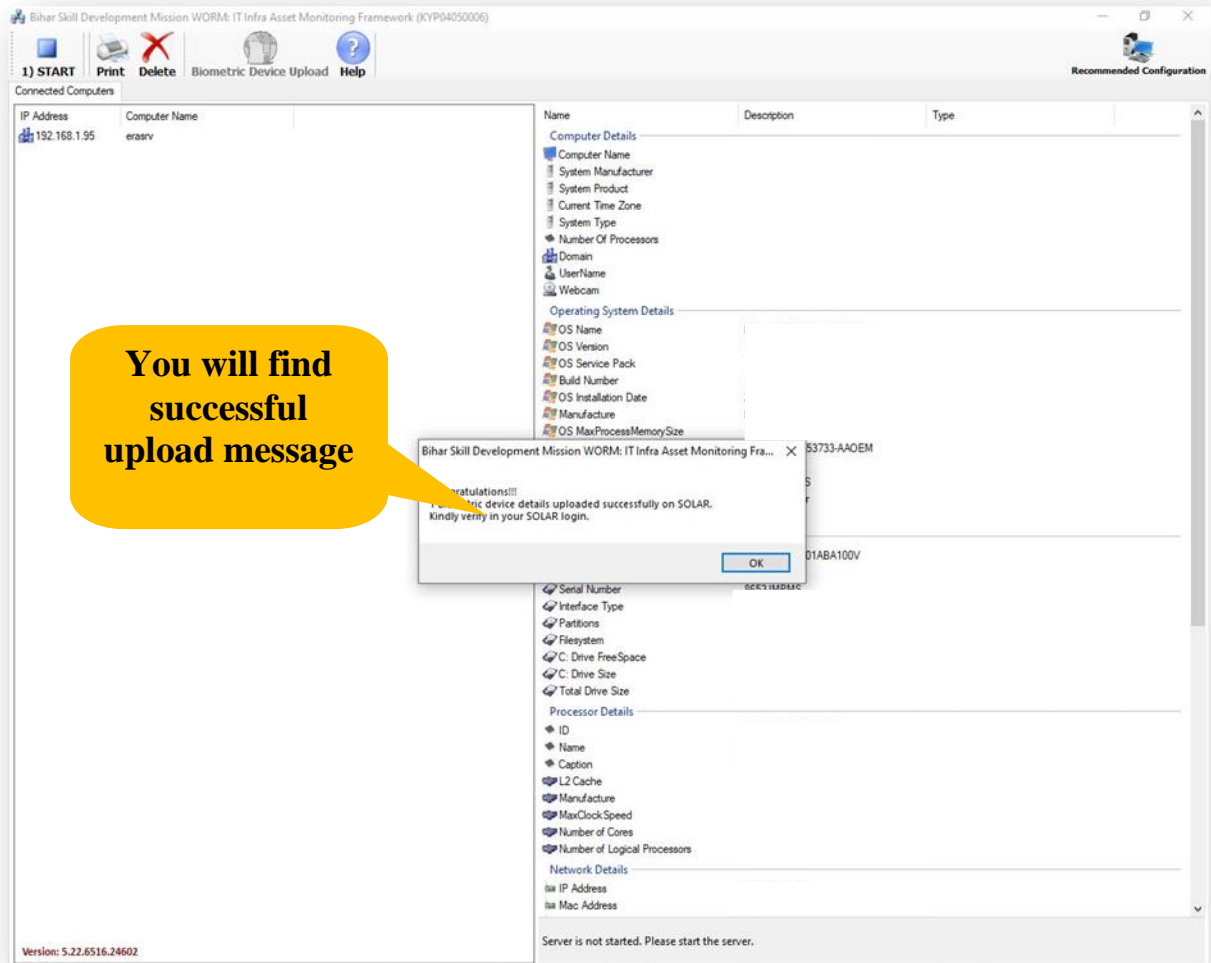 Bihar Skill Development Mission WORM: IT Infra Asset Monitoring Framework (KYP04050006)
1) START Print Delete Biometric Device Upload Help
Recommended Configuration
Connected Computers
IP Address Computer Name
192.168.1.95 erasrv
Name Description Type
Computer Details
Computer Name
System Manufacturer
System Product
Current Time Zone
System Type
Number Of Processors
Domain
UserName
Webcam
Operating System Details
OS Name
OS Version
OS Service Pack
Build Number
OS Installation Date
Manufacture
OS MaxProcessMemorySize
53733-AAOEM
You will find
successful
upload message
Bihar Skill Development Mission WORM: IT Infra Asset Monitoring Fra...
device details uploaded successfully on SOLAR.
Kindly verify in your SOLAR login.
OK
01ABA100V
Serial Number
Interface Type
Partitions
Filesystem
C: Drive FreeSpace
C: Drive Size
Total Drive Size
Processor Details
ID
Name
Caption
L2 Cache
Manufacture
MaxClockSpeed
Number of Cores
Number of Logical Processors
Network Details
IP Address
Mac Address
Server is not started. Please start the server.
Version: 5.22.6516.24602